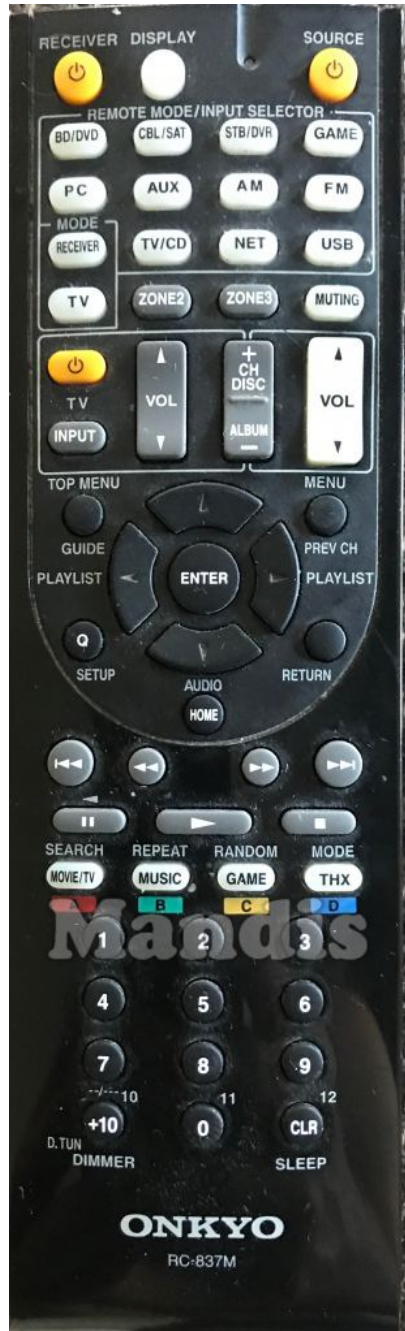 RECEIVER DISPLAY SOURCE
REMOTE MODE/INPUT SELECTOR
BD/DVD CBL/SAT STB/DVR GAME
PC AUX AM FM
MODE
RECEIVER TV/CD NET USB
TV ZONE2 ZONE3 MUTING
+
CH
DISC
VOL VOL
TV
INPUT ALBUM
-
TOP MENU MENU
GUIDE PREV CH
PLAYLIST ENTER PLAYLIST
Q
SETUP RETURN
AUDIO
HOME
SEARCH REPEAT RANDOM MODE
MOVIE/TV MUSIC GAME THX
A B C D
Mandis
1 2 3
4 5 6
7 8 9
--/---10 11 12
+10 0 CLR
D.TUN
DIMMER SLEEP
ONKYO
RC-837M